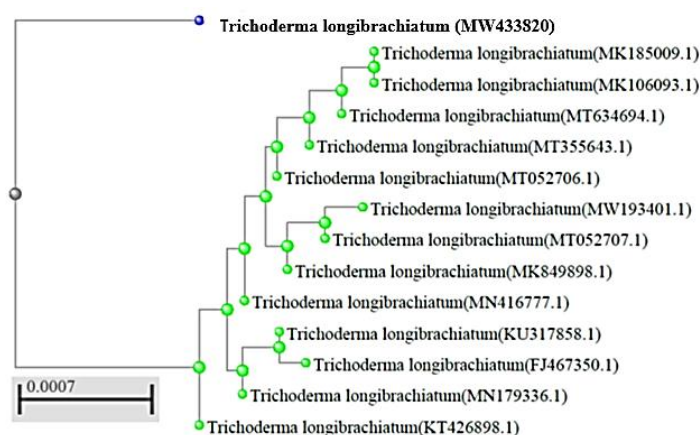 Trichoderma longibrachiatum (MW433820)
Trichoderma longibrachiatum(MK185009.1)
Trichoderma longibrachiatum(MK106093.1)
Trichoderma longibrachiatum(MT634694.1)
Trichoderma longibrachiatum(MT355643.1)
Trichoderma longibrachiatum(MT052706.1)
Trichoderma longibrachiatum(MW193401.1)
Trichoderma longibrachiatum(MT052707.1)
Trichoderma longibrachiatum(MK849898.1)
Trichoderma longibrachiatum(MN416777.1)
Trichoderma longibrachiatum(KU317858.1)
Trichoderma longibrachiatum(FJ467350.1)
Trichoderma longibrachiatum(MN179336.1)
Trichoderma longibrachiatum(KT426898.1)
0.0007